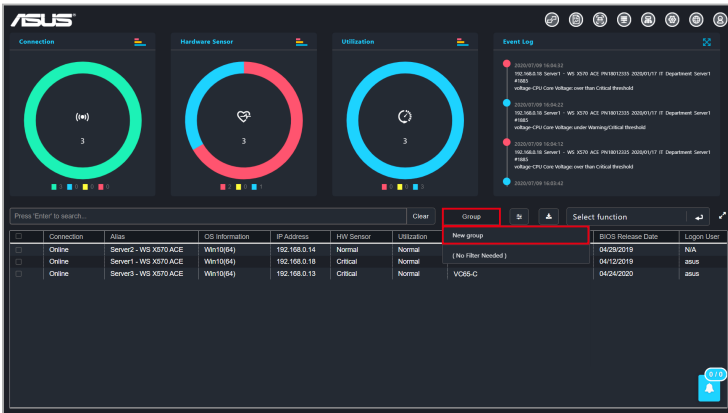 ASUS
Connection
Hardware Sensor
Utilization
Event Log
3
3
3
3 0 0 0
2 0 1
0 0 3
2020/07/09 16:04:32
192.168.0.18 Server1 - WS X570 ACE PN18012335 2020/01/17 IT Department Server1
#1885
voltage-CPU Core Voltage: over than Critical threshold
2020/07/09 16:04:22
192.168.0.18 Server1 - WS X570 ACE PN18012335 2020/01/17 IT Department Server1
#1885
voltage-CPU Core Voltage: under Warning/Critical threshold
2020/07/09 16:04:12
192.168.0.18 Server1 - WS X570 ACE PN18012335 2020/01/17 IT Department Server1
#1885
voltage-CPU Core Voltage: over than Critical threshold
2020/07/09 16:03:42
Press 'Enter' to search...
Clear
Group
Select function
New group
( No Filter Needed )
Connection Alias OS Information IP Address HW Sensor Utilization BIOS Release Date Logon User
Online Server2 - WS X570 ACE Win10(64) 192.168.0.14 Normal Normal 04/29/2019 N/A
Online Server1 - WS X570 ACE Win10(64) 192.168.0.18 Critical Normal 04/12/2019 asus
Online Server3 - WS X570 ACE Win10(64) 192.168.0.13 Critical Normal VC65-C 04/24/2020 asus
0/0